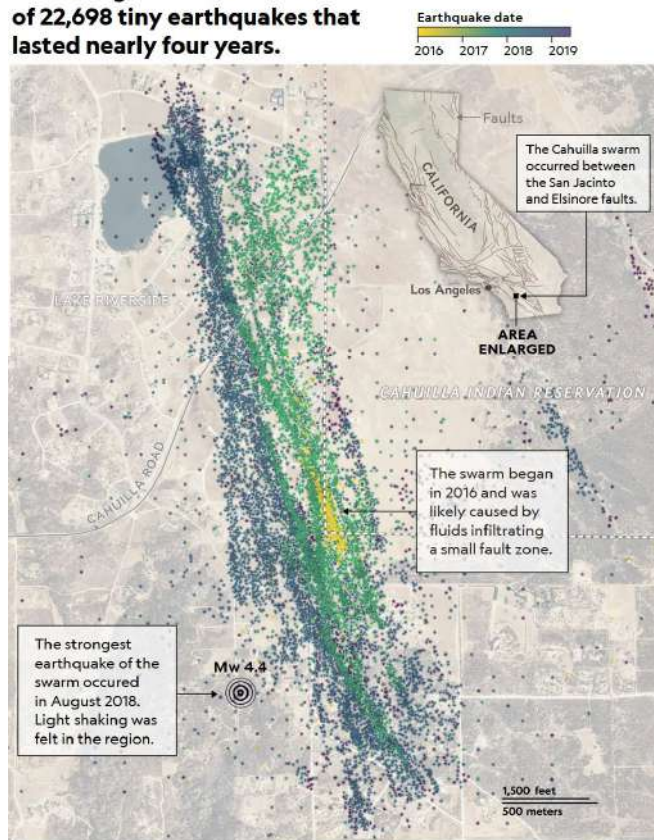 of 22,698 tiny earthquakes that
lasted nearly four years.
Earthquake date
2016 2017 2018 2019
Faults
The Cahuilla swarm
occurred between
the San Jacinto
and Elsinore faults.
CALIFORNIA
Los Angeles
AREA
ENLARGED
LAKE RIVERSIDE
CAHUILLA INDIAN RESERVATION
CAHUILLA ROAD
The swarm began
in 2016 and was
likely caused by
fluids infiltrating
a small fault zone.
The strongest
earthquake of the
swarm occured
in August 2018.
Light shaking was
felt in the region.
Mw 4.4
1,500 feet
500 meters